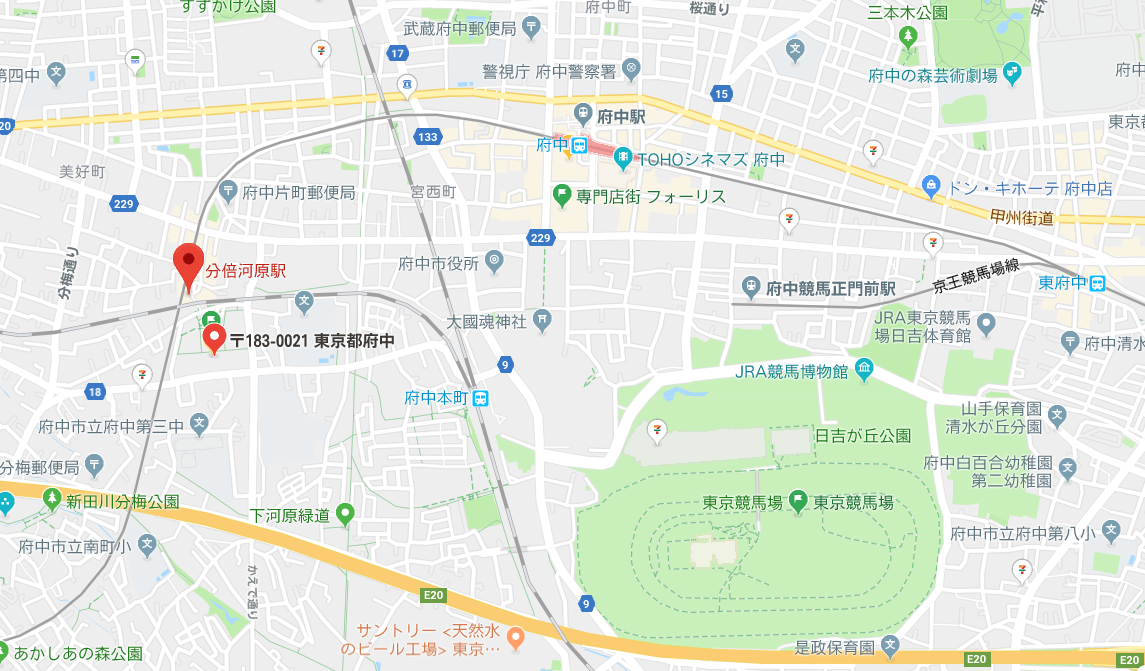 すずかけ公園
府中町
桜通り
三本木公園
武蔵府中郵便局
17
第四中
警視庁 府中警察署
15
府中の森芸術劇場
府中
20
133
府中駅
東京都
府中
TOHOシネマズ 府中
美好町
府中片町郵便局
宮西町
専門店街 フォーリス
ドン・キホーテ 府中店
229
甲州街道
229
分梅通り
分倍河原駅
府中市役所
京王競馬場線
東府中
府中競馬正門前駅
大國魂神社
JRA東京競馬
場日吉体育館
〒183-0021 東京都府中
府中清水
9
JRA競馬博物館
18
府中本町
府中市立府中第三中
山手保育園
清水が丘分園
日吉が丘公園
分梅郵便局
府中白百合幼稚園
第二幼稚園
新田川分梅公園
下河原緑道
東京競馬場
東京競馬場
府中市立府中第八小
府中市立南町小
かえで通り
E20
9
サントリー <天然水
のビール工場> 東京…
是政保育園
あかしあの森公園
E20
E20